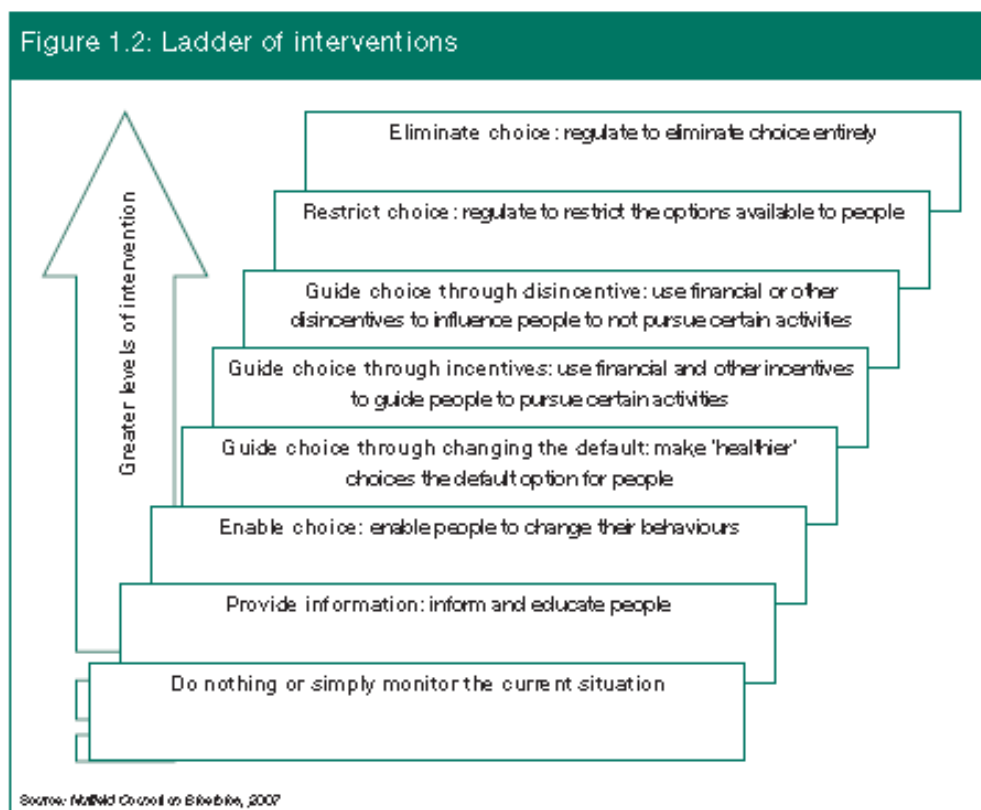 Figure 1.2: Ladder of interventions
Eliminate choice: regulate to eliminate choice entirely
Restrict choice: regulate to restrict the options available to people
Guide choice through disincentive: use financial or other
disincentives to influence people to not pursue certain activities
Guide choice through incentives: use financial and other incentives
to guide people to pursue certain activities
Guide choice through changing the default: make 'healthier'
choices the default option for people
Enable choice: enable people to change their behaviours
Provide information: inform and educate people
Do nothing or simply monitor the current situation
Greater levels of intervention
Source: Nuffield Council on Bioethics, 2007